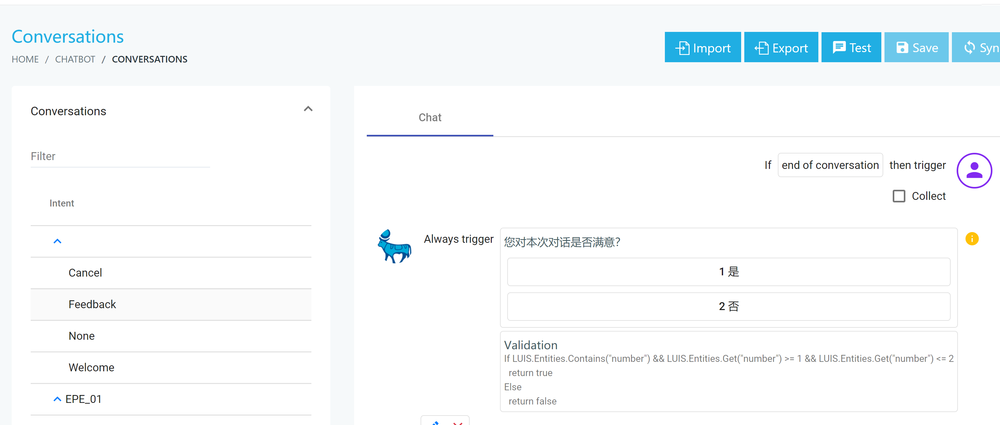 Conversations
HOME / CHATBOT / CONVERSATIONS
Import
Export
Test
Save
Syn
Conversations
Filter
Intent
Cancel
Feedback
None
Welcome
EPE_01
Chat
If end of conversation then trigger
Collect
Always trigger
您对本次对话是否满意?
1 是
2 否
Validation
If LUIS.Entities.Contains("number") && LUIS.Entities.Get("number") >= 1 && LUIS.Entities.Get("number") <= 2
return true
Else
return false